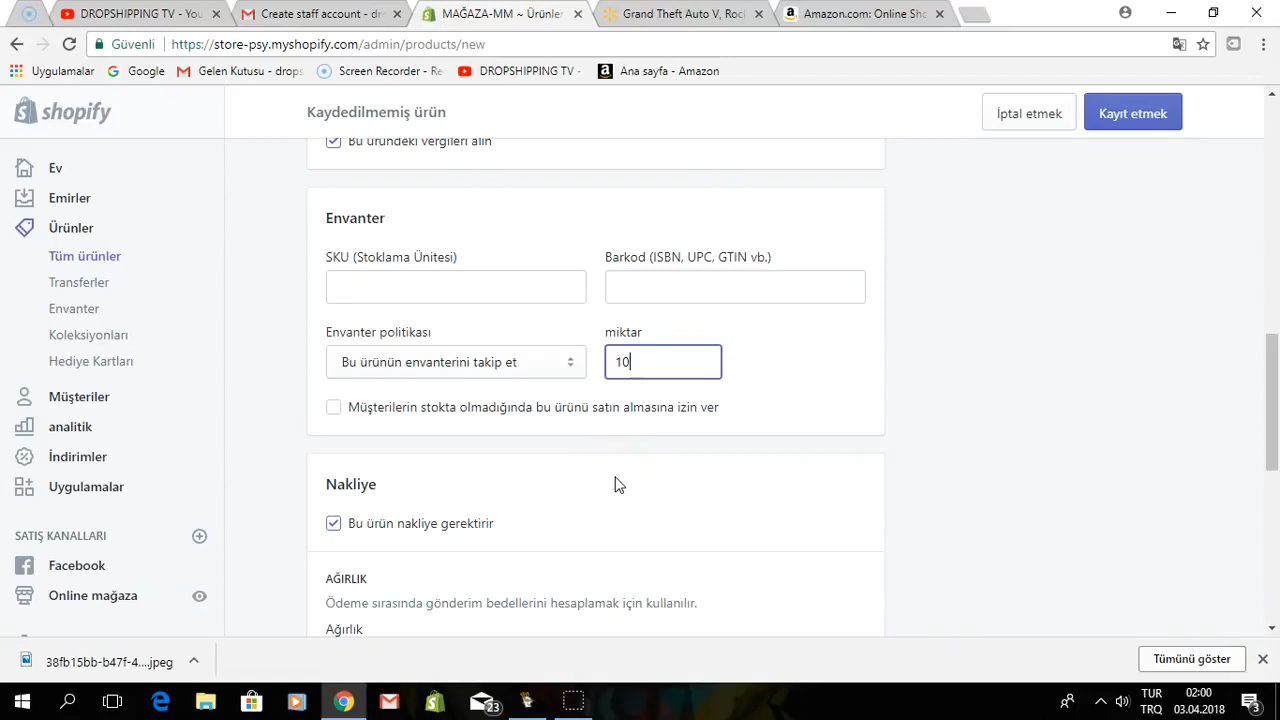 DROPSHIPPING TV - You
Create staff account - dro
MAĞAZA-MM ~ Ürünler
Grand Theft Auto V, Rock
Amazon.com: Online Sho
Güvenli | https://store-psy.myshopify.com/admin/products/new
Uygulamalar
Google
Gelen Kutusu - drops
Screen Recorder - Re
DROPSHIPPING TV -
Ana sayfa - Amazon
shopify
Kaydedilmemiş ürün
İptal etmek
Kayıt etmek
Ev
Emirler
Ürünler
Tüm ürünler
Transferler
Envanter
Koleksiyonları
Hediye Kartları
Müşteriler
analitik
İndirimler
Uygulamalar
SATIŞ KANALLARI
Facebook
Online mağaza
Bu üründeki vergileri alın
Envanter
SKU (Stoklama Ünitesi)
Barkod (ISBN, UPC, GTIN vb.)
Envanter politikası
miktar
Bu ürünün envanterini takip et
10
Müşterilerin stokta olmadığında bu ürünü satın almasına izin ver
Nakliye
Bu ürün nakliye gerektirir
AĞIRLIK
Ödeme sırasında gönderim bedellerini hesaplamak için kullanılır.
Ağırlık
38fb15bb-b47f-4....jpeg
Tümünü göster
23
TUR
TRQ
02:00
03.04.2018
3